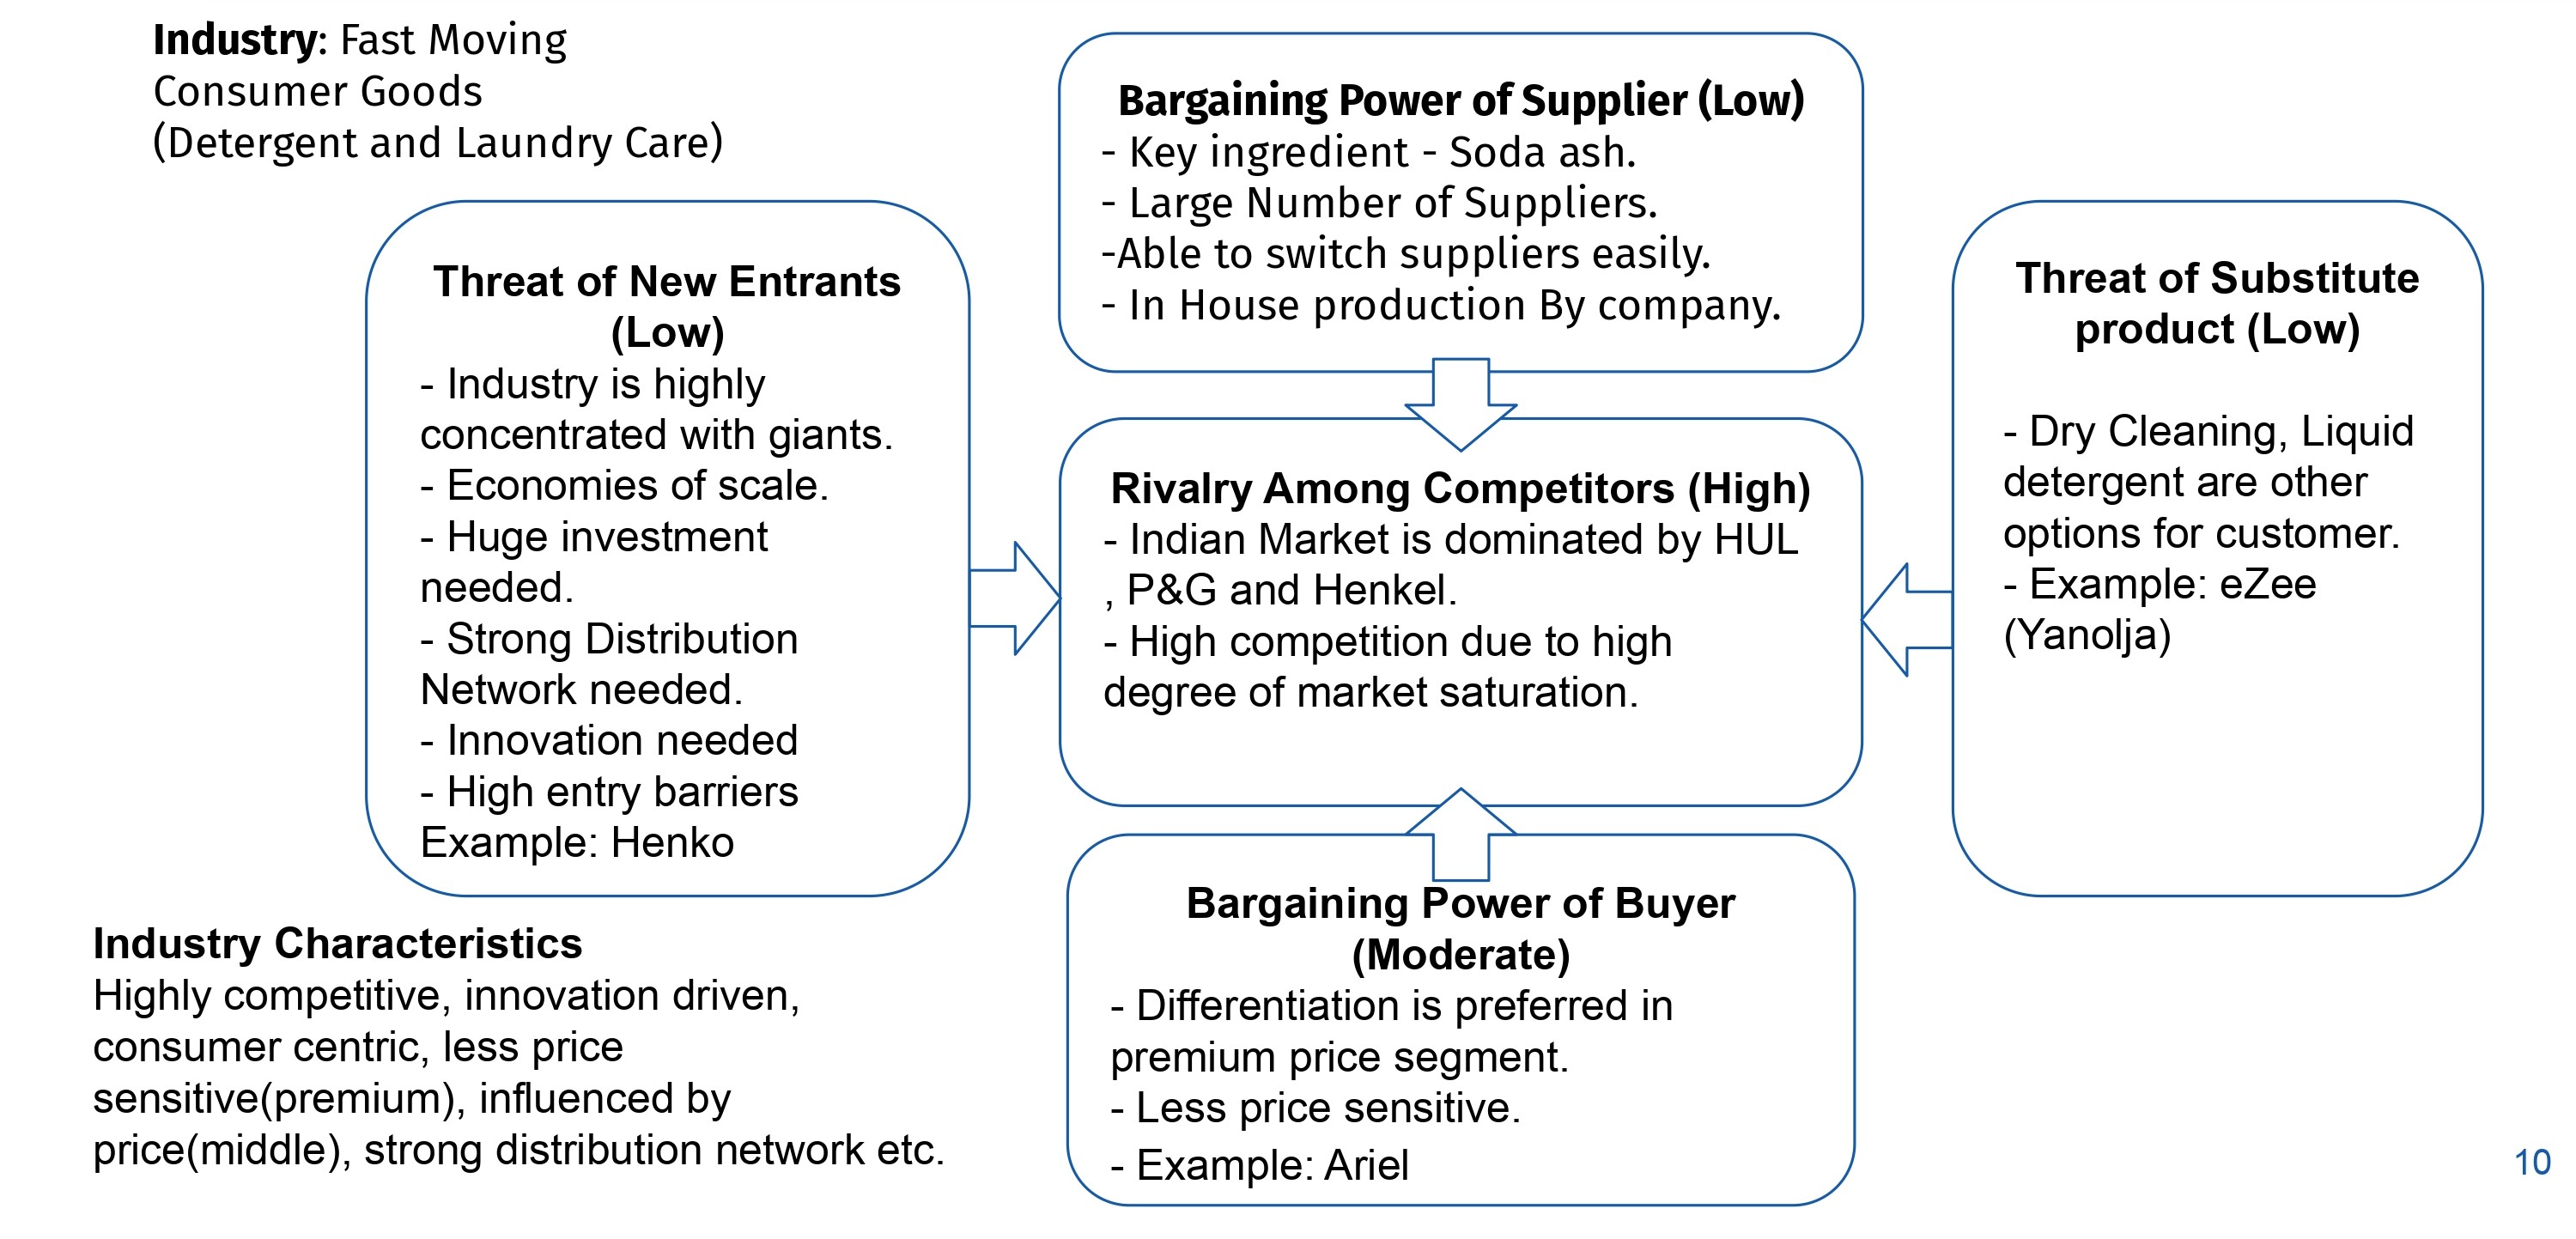 Industry: Fast Moving
Consumer Goods
(Detergent and Laundry Care)
Bargaining Power of Supplier (Low)
- Key ingredient - Soda ash.
- Large Number of Suppliers.
-Able to switch suppliers easily.
- In House production By company.
Threat of New Entrants
(Low)
- Industry is highly
concentrated with giants.
- Economies of scale.
- Huge investment
needed.
- Strong Distribution
Network needed.
- Innovation needed
- High entry barriers
Example: Henko
Rivalry Among Competitors (High)
- Indian Market is dominated by HUL
, P&G and Henkel.
- High competition due to high
degree of market saturation.
Threat of Substitute
product (Low)
- Dry Cleaning, Liquid
detergent are other
options for customer.
- Example: eZee
(Yanolja)
Bargaining Power of Buyer
(Moderate)
- Differentiation is preferred in
premium price segment.
- Less price sensitive.
- Example: Ariel
Industry Characteristics
Highly competitive, innovation driven,
consumer centric, less price
sensitive(premium), influenced by
price(middle), strong distribution network etc.
10